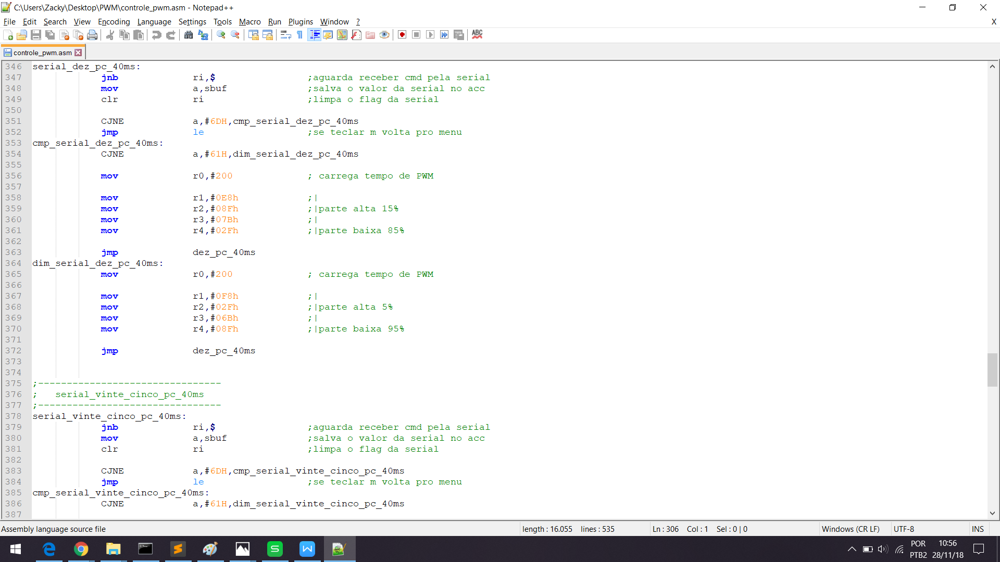 C:\Users\Zacky\Desktop\PWM\controle_pwm.asm - Notepad++
File Edit Search View Encoding Language Settings Tools Macro Run Plugins Window ? X
ABC
controle_pwm.asm
346 serial_dez_pc_40ms:
347 jnb ri,$ ;aguarda receber cmd pela serial
348 mov a,sbuf ;salva o valor da serial no acc
349 clr ri ;limpa o flag da serial
350
351 CJNE a,#6DH,cmp_serial_dez_pc_40ms
352 jmp le ;se teclar m volta pro menu
353 cmp_serial_dez_pc_40ms:
354 CJNE a,#61H,dim_serial_dez_pc_40ms
355
356 mov r0,#200 ; carrega tempo de PWM
357
358 mov r1,#0E8h ;|
359 mov r2,#08Fh ;|parte alta 15%
360 mov r3,#07Bh ;|
361 mov r4,#02Fh ;|parte baixa 85%
362
363 jmp dez_pc_40ms
364 dim_serial_dez_pc_40ms:
365 mov r0,#200 ; carrega tempo de PWM
366
367 mov r1,#0F8h ;|
368 mov r2,#02Fh ;|parte alta 5%
369 mov r3,#06Bh ;|
370 mov r4,#08Fh ;|parte baixa 95%
371
372 jmp dez_pc_40ms
373
374
375 ;--------------------------------
376 ; serial_vinte_cinco_pc_40ms
377 ;--------------------------------
378 serial_vinte_cinco_pc_40ms:
379 jnb ri,$ ;aguarda receber cmd pela serial
380 mov a,sbuf ;salva o valor da serial no acc
381 clr ri ;limpa o flag da serial
382
383 CJNE a,#6DH,cmp_serial_vinte_cinco_pc_40ms
384 jmp le ;se teclar m volta pro menu
385 cmp_serial_vinte_cinco_pc_40ms:
386 CJNE a,#61H,dim_serial_vinte_cinco_pc_40ms
387
Assembly language source file length : 16.055 lines : 535 Ln : 306 Col : 1 Sel : 0 | 0 Windows (CR LF) UTF-8 INS
POR 10:56
PTB2 28/11/18